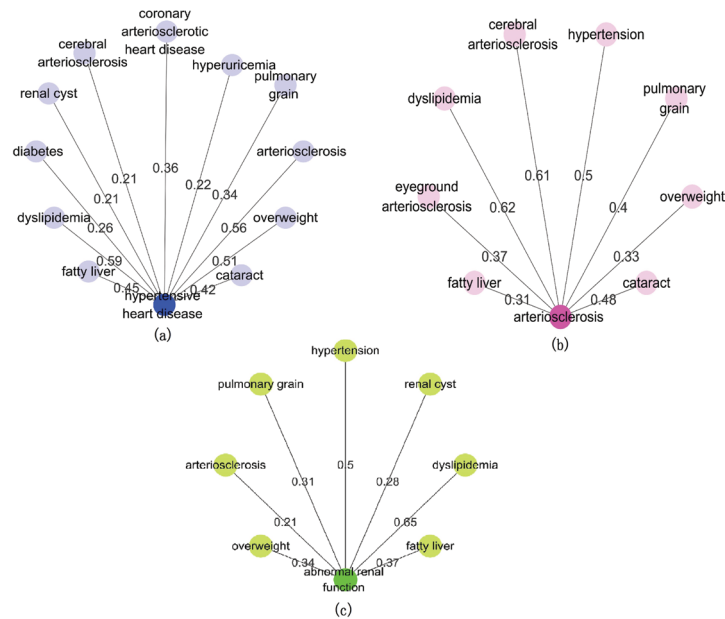 coronary
arteriosclerotic
heart disease
cerebral
arteriosclerosis
hyperuricemia
pulmonary
grain
renal cyst
diabetes
arteriosclerosis
dyslipidemia
overweight
fatty liver
cataract
0.36
0.21
0.22
0.21
0.34
0.26
0.56
0.59
0.51
0.45
0.42
hypertensive
heart disease
(a)
cerebral
arteriosclerosis
hypertension
dyslipidemia
pulmonary
grain
eyeground
arteriosclerosis
overweight
fatty liver
cataract
0.61
0.5
0.62
0.4
0.37
0.33
0.31
0.48
arteriosclerosis
(b)
hypertension
pulmonary grain
renal cyst
arteriosclerosis
dyslipidemia
overweight
fatty liver
0.5
0.31
0.28
0.21
0.65
0.34
0.37
abnormal renal
function
(c)